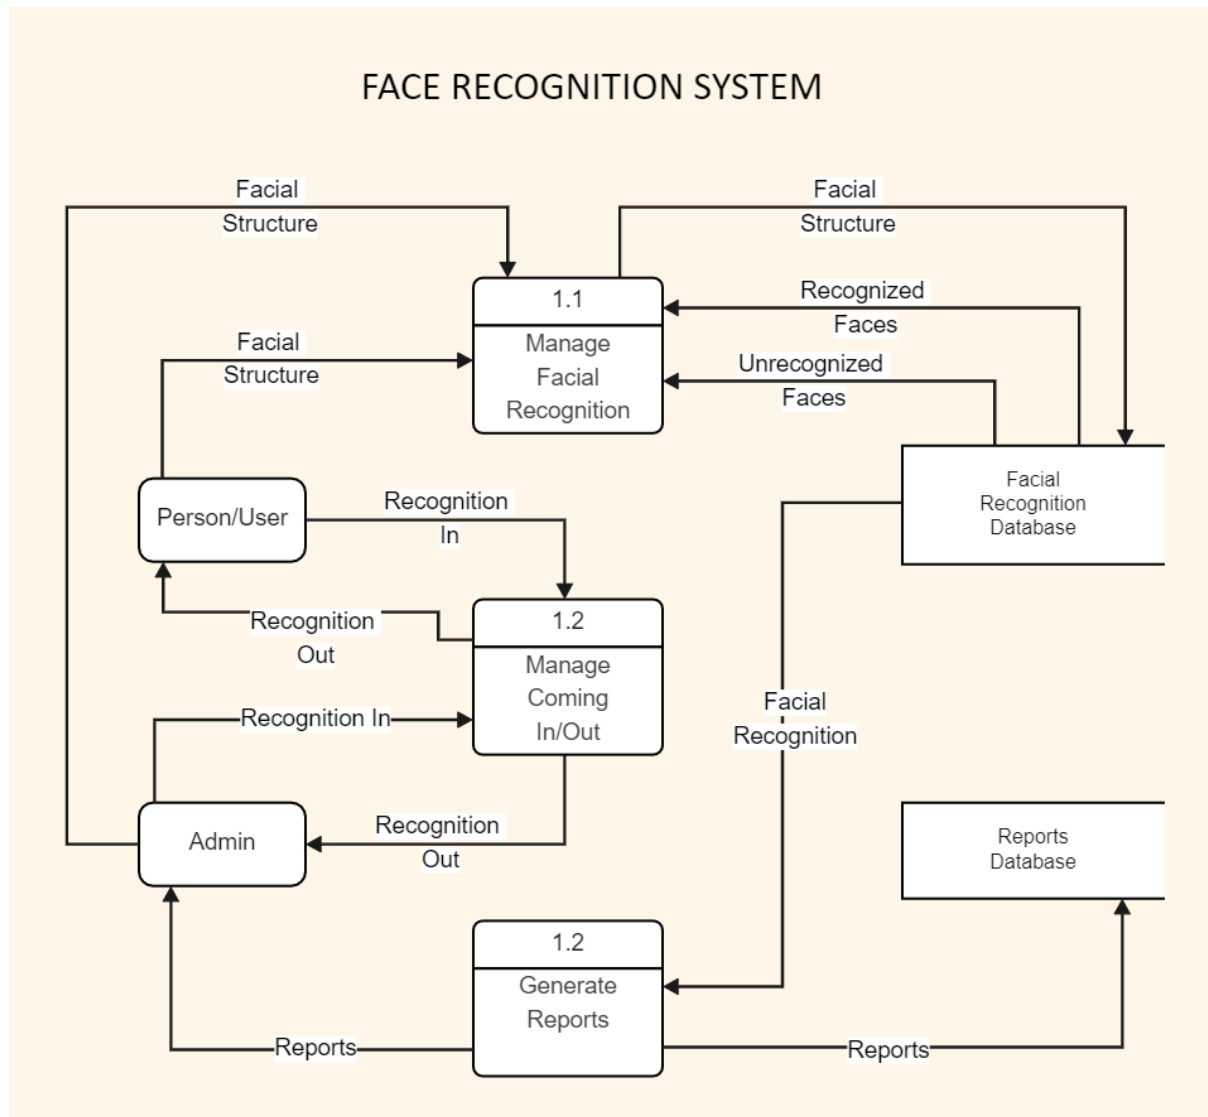 FACE RECOGNITION SYSTEM
Facial
Structure
Facial
Structure
1.1
Manage
Facial
Recognition
Recognized
Faces
Unrecognized
Faces
Facial
Structure
Facial
Recognition
Database
Person/User
Recognition
In
Recognition
Out
1.2
Manage
Coming
In/Out
Recognition In
Facial
Recognition
Admin
Recognition
Out
Reports
Database
1.2
Generate
Reports
Reports
Reports